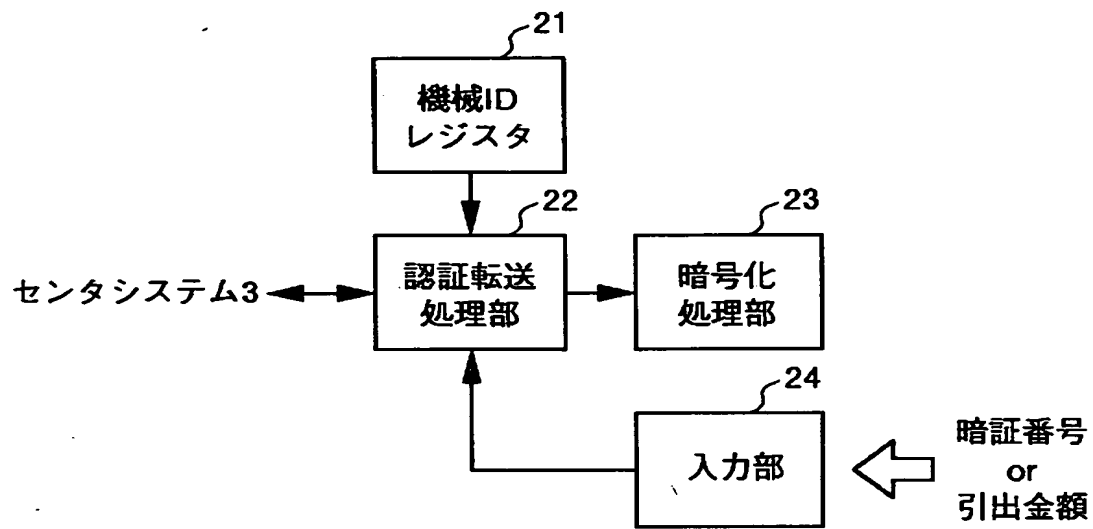 21
機械ID
レジスタ
22
23
センタシステム3
認証転送
処理部
暗号化
処理部
24
入力部
暗証番号
or
引出金額